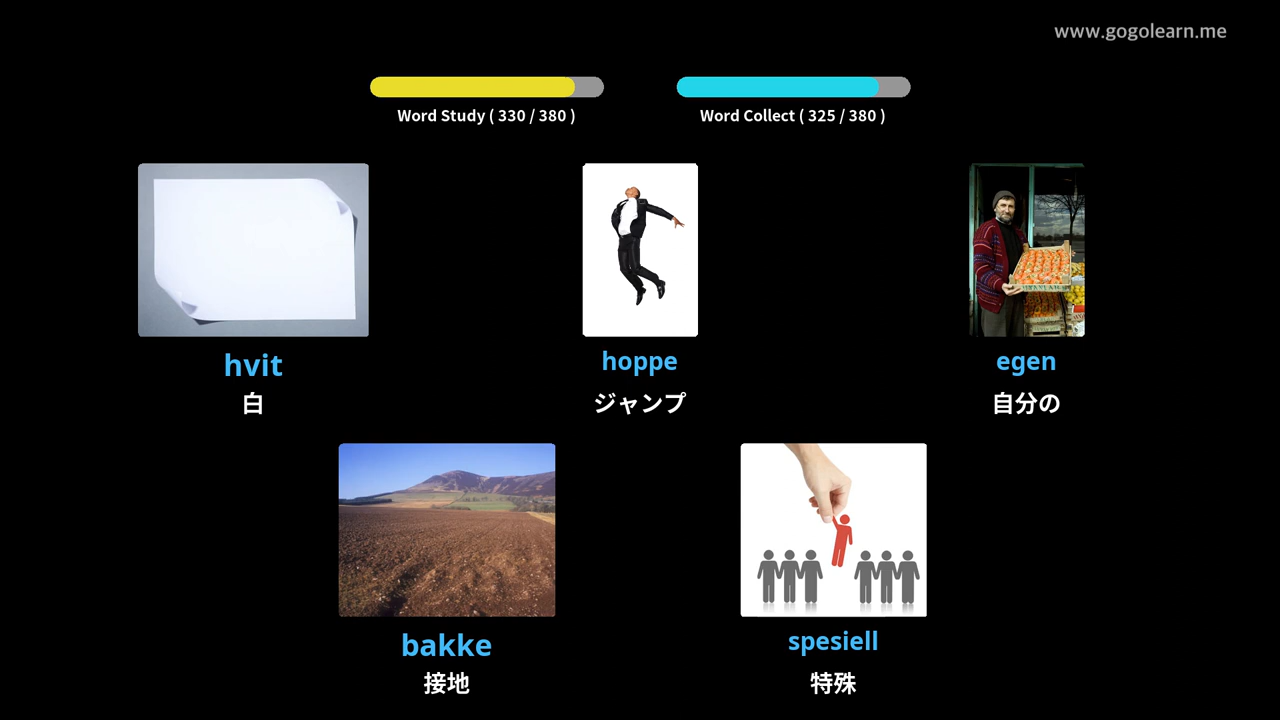 www.gogolearn.me
Word Study ( 330 / 380 )
Word Collect ( 325 / 380 )
hvit
白
hoppe
ジャンプ
egen
自分の
bakke
接地
spesiell
特殊